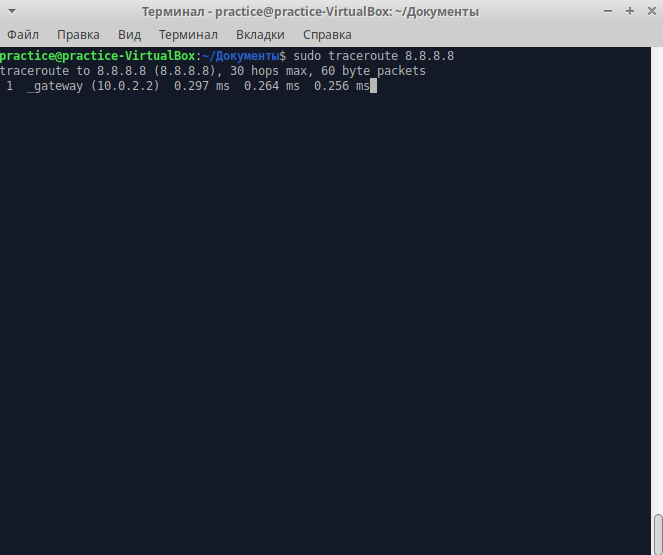 Терминал - practice@practice-VirtualBox: ~/Документы
Файл Правка Вид Терминал Вкладки Справка
practice@practice-VirtualBox:~/Документы$ sudo traceroute 8.8.8.8
traceroute to 8.8.8.8 (8.8.8.8), 30 hops max, 60 byte packets
 1  _gateway (10.0.2.2)  0.297 ms  0.264 ms  0.256 ms